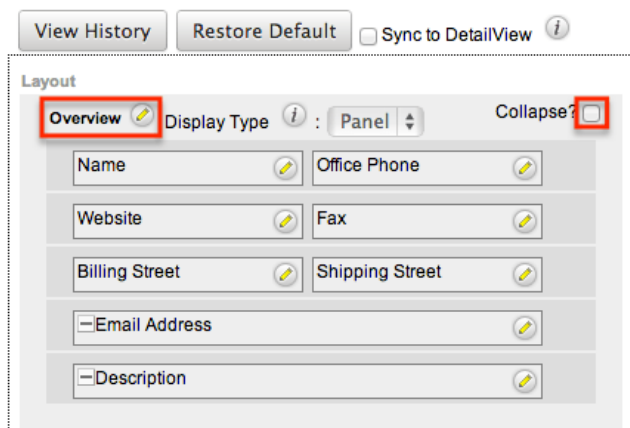 View History Restore Default Sync to DetailView i
Layout
Overview Display Type i : Panel Collapse?
Name Office Phone
Website Fax
Billing Street Shipping Street
Email Address
Description